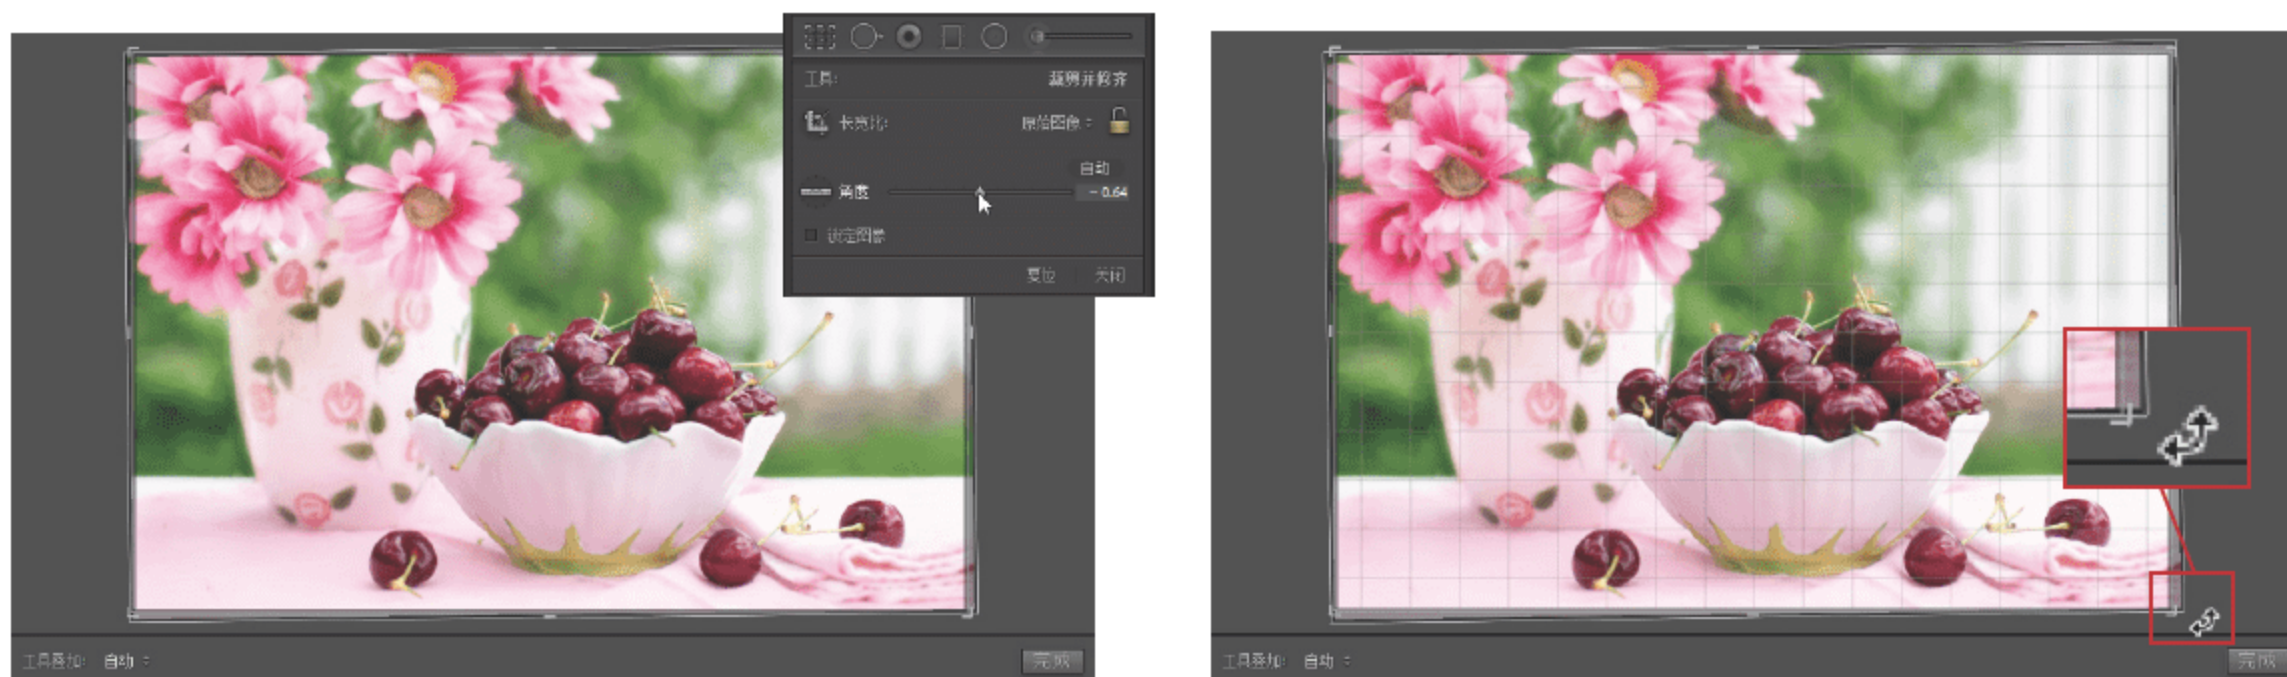 工具: 裁剪并修齐
长宽比: 原始图像
自动
角度 -0.64
锁定图像
复位 关闭
工具叠加: 自动 完成
工具叠加: 自动 完成